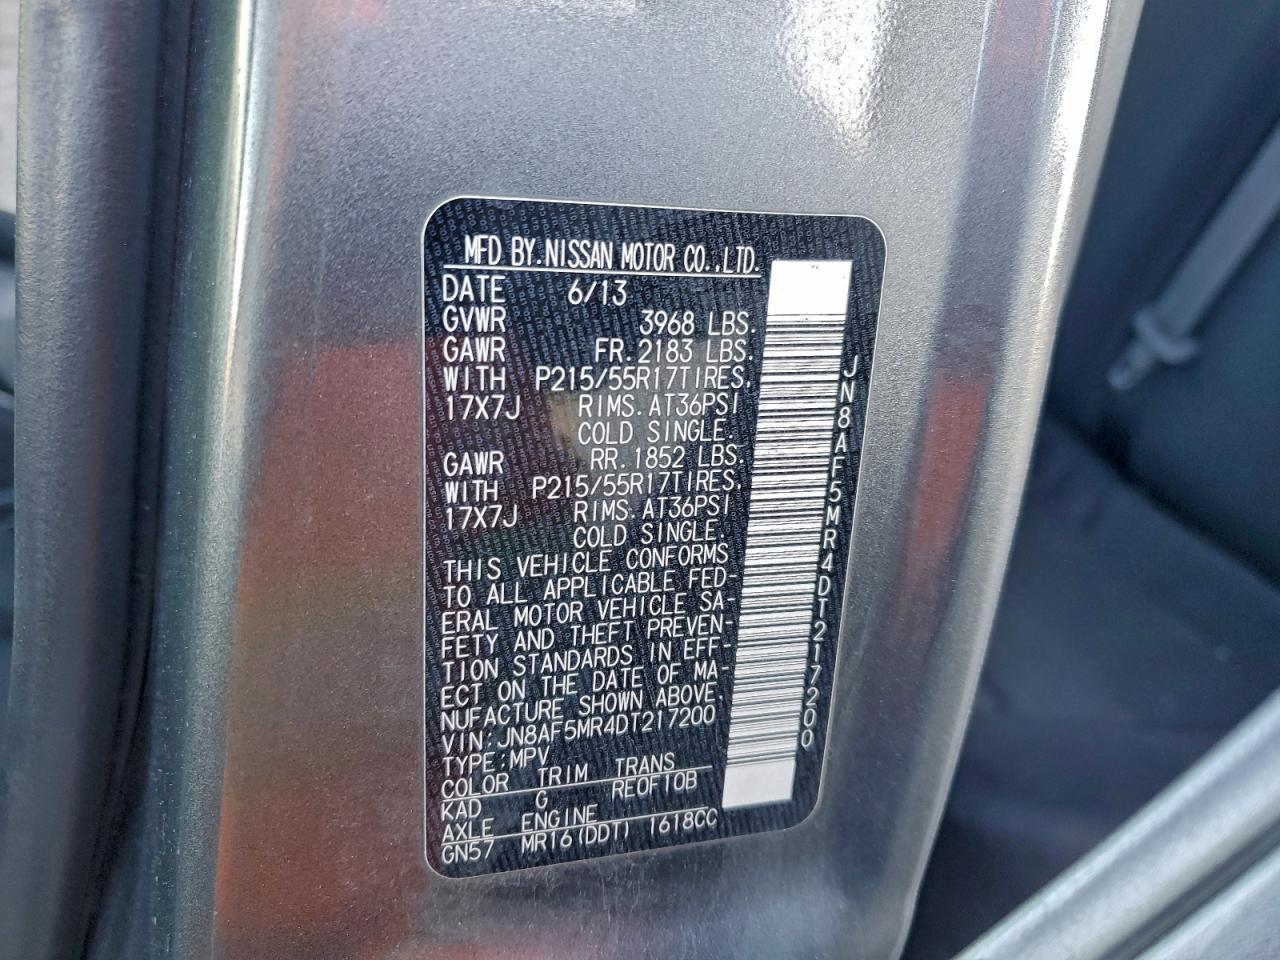 MFD BY.NISSAN MOTOR CO.,LTD.
DATE 6/13
GVWR 3968 LBS.
GAWR FR.2183 LBS.
WITH P215/55R17TIRES.
17X7J RIMS.AT36PSI
COLD SINGLE.
GAWR RR.1852 LBS.
WITH P215/55R17TIRES.
17X7J RIMS.AT36PSI
COLD SINGLE.
THIS VEHICLE CONFORMS
TO ALL APPLICABLE FED-
ERAL MOTOR VEHICLE SA-
FETY AND THEFT PREVEN-
TION STANDARDS IN EFF-
ECT ON THE DATE OF MA-
NUFACTURE SHOWN ABOVE.
VIN:JN8AF5MR4DT217200
TYPE:MPV
COLOR TRIM TRANS
KAD G RE0F10B
AXLE ENGINE
GN57 MR16(DDT) 1618CC
JN8AF5MR4DT217200